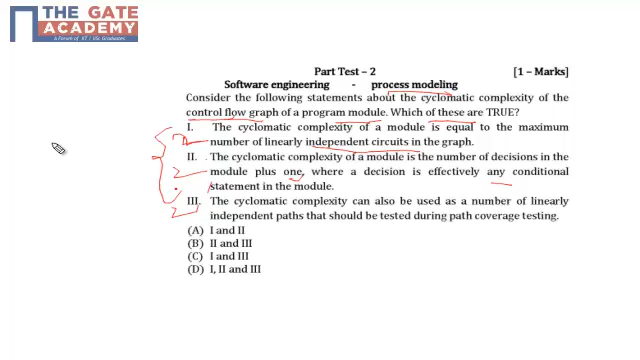 THE GATE
ACADEMY
A Forum of IIT / IISC Graduates
Part Test – 2 [1 – Marks]
Software engineering - process modeling
Consider the following statements about the cyclomatic complexity of the
control flow graph of a program module. Which of these are TRUE?
I. The cyclomatic complexity of a module is equal to the maximum
number of linearly independent circuits in the graph.
II. The cyclomatic complexity of a module is the number of decisions in the
module plus one, where a decision is effectively any conditional
statement in the module.
III. The cyclomatic complexity can also be used as a number of linearly
independent paths that should be tested during path coverage testing.
(A) I and II
(B) II and III
(C) I and III
(D) I, II and III